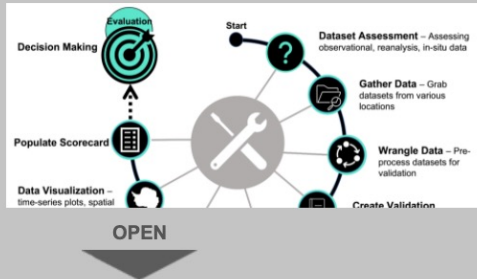 Evaluation
Decision Making
Start
Dataset Assessment – Assessing
observational, reanalysis, in-situ data
Gather Data – Grab
datasets from various
locations
Wrangle Data – Pre-
process datasets for
validation
Create Validation
Populate Scorecard
Data Visualization –
time-series plots, spatial
OPEN